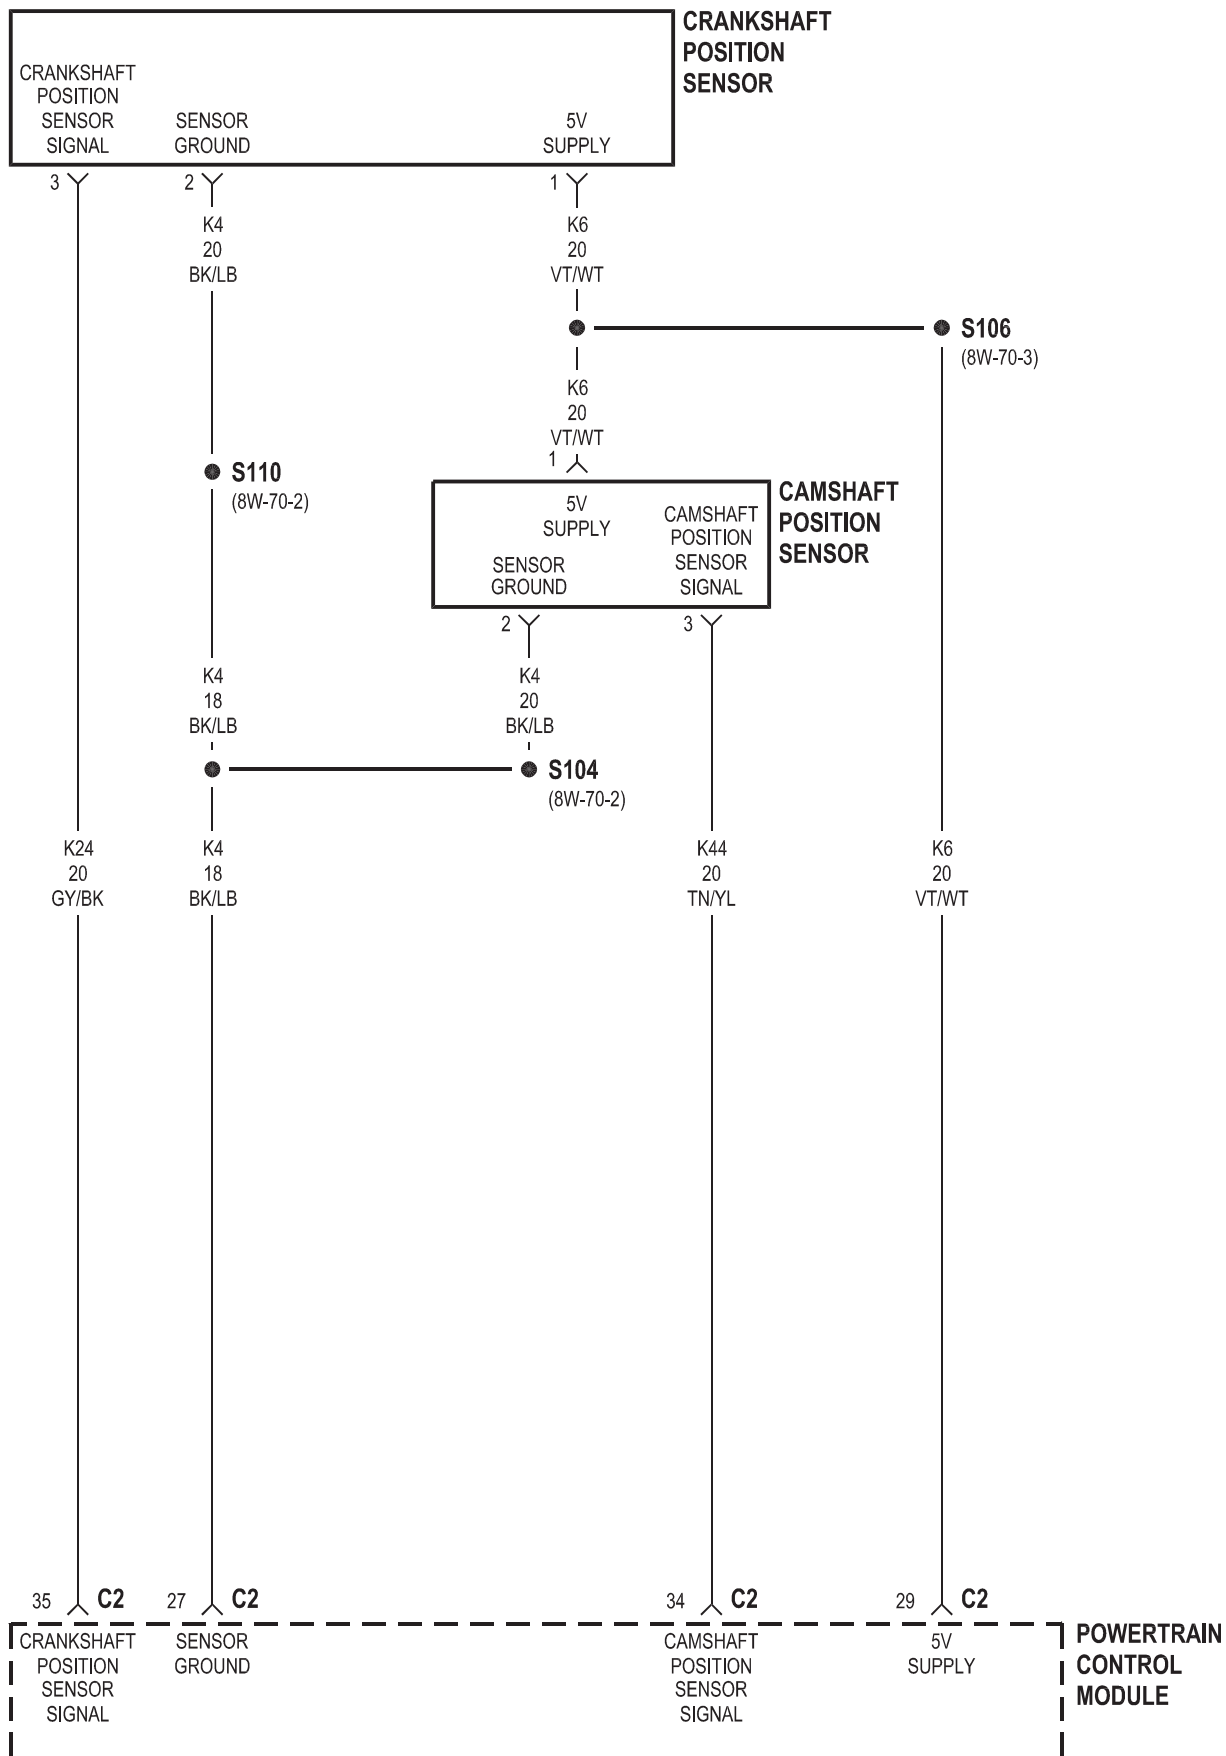 CRANKSHAFT
POSITION
SENSOR
CRANKSHAFT
POSITION
SENSOR
SIGNAL
SENSOR
GROUND
5V
SUPPLY
3
2
1
K4
20
BK/LB
K6
20
VT/WT
S106
(8W-70-3)
K6
20
VT/WT
1
S110
(8W-70-2)
CAMSHAFT
POSITION
SENSOR
5V
SUPPLY
CAMSHAFT
POSITION
SENSOR
SIGNAL
SENSOR
GROUND
2
3
K4
18
BK/LB
K4
20
BK/LB
S104
(8W-70-2)
K24
20
GY/BK
K4
18
BK/LB
K44
20
TN/YL
K6
20
VT/WT
35 C2
27 C2
34 C2
29 C2
CRANKSHAFT
POSITION
SENSOR
SIGNAL
SENSOR
GROUND
CAMSHAFT
POSITION
SENSOR
SIGNAL
5V
SUPPLY
POWERTRAIN
CONTROL
MODULE